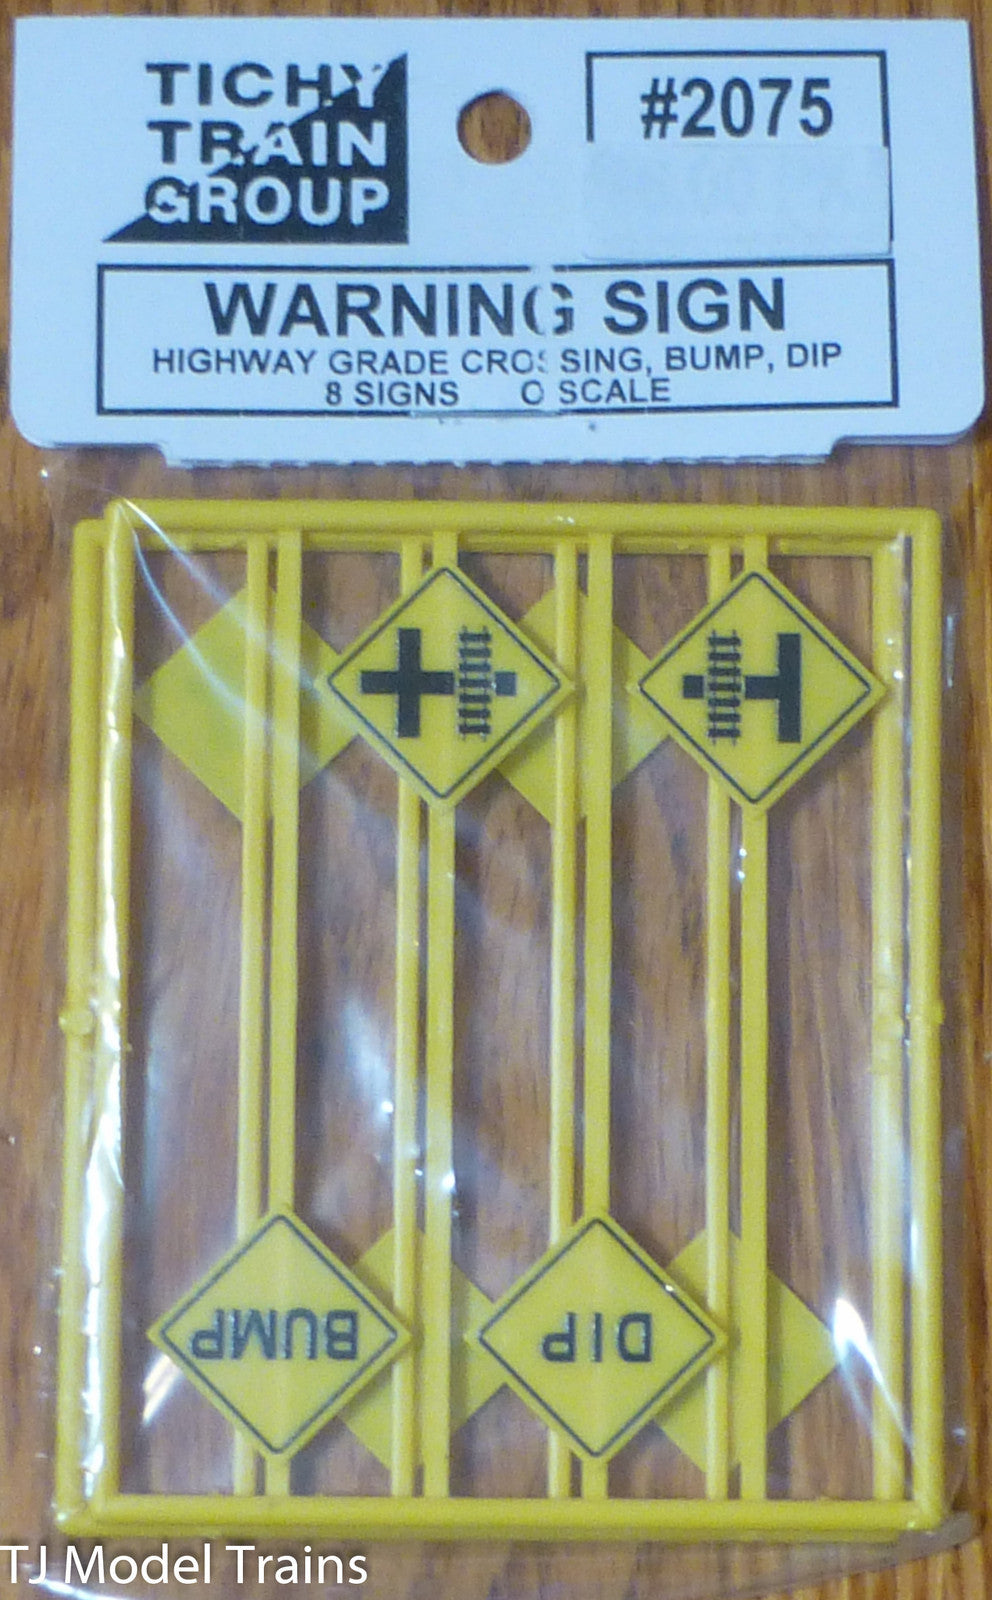 TICHY
TRAIN
GROUP
#2075
WARNING SIGN
HIGHWAY GRADE CROSSING, BUMP, DIP
8 SIGNS O SCALE
BUMP
DIP
TJ Model Trains